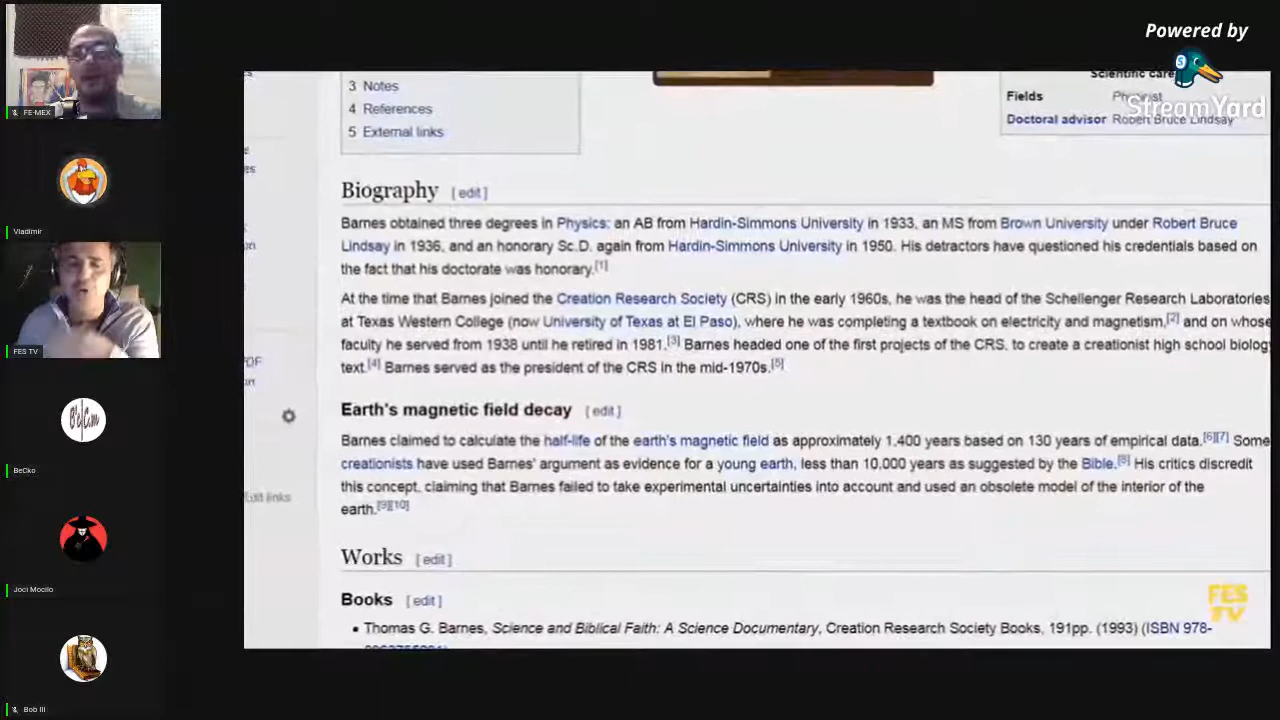 Powered by
StreamYard
FE-MEX
Vladimir
FES TV
BeCko
Joci Mocilo
Bob III
3 Notes
4 References
5 External links
Fields Physicist
Doctoral advisor Robert Bruce Lindsay
Biography [ edit ]
Barnes obtained three degrees in Physics: an AB from Hardin-Simmons University in 1933, an MS from Brown University under Robert Bruce
Lindsay in 1936, and an honorary Sc.D. again from Hardin-Simmons University in 1950. His detractors have questioned his credentials based on
the fact that his doctorate was honorary.[1]
At the time that Barnes joined the Creation Research Society (CRS) in the early 1960s, he was the head of the Schellenger Research Laboratories
at Texas Western College (now University of Texas at El Paso), where he was completing a textbook on electricity and magnetism,[2] and on whose
faculty he served from 1938 until he retired in 1981.[3] Barnes headed one of the first projects of the CRS, to create a creationist high school biology
text.[4] Barnes served as the president of the CRS in the mid-1970s.[5]
Earth's magnetic field decay [ edit ]
Barnes claimed to calculate the half-life of the earth's magnetic field as approximately 1,400 years based on 130 years of empirical data.[6][7] Some
creationists have used Barnes' argument as evidence for a young earth, less than 10,000 years as suggested by the Bible.[8] His critics discredit
this concept, claiming that Barnes failed to take experimental uncertainties into account and used an obsolete model of the interior of the
earth.[9][10]
Edit links
Works [ edit ]
Books [ edit ]
• Thomas G. Barnes, Science and Biblical Faith: A Science Documentary, Creation Research Society Books, 191pp. (1993) (ISBN 978-
FES
TV